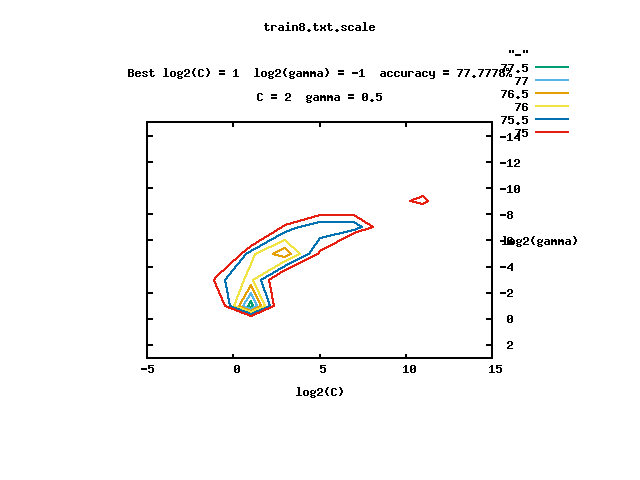 train8.txt.scale
"-"
Best log2(C) = 1 log2(gamma) = -1 accuracy = 77.7778%
77.5
77
76.5
76
75.5
75
C = 2 gamma = 0.5
-14
-12
-10
-8
-6
log2(gamma)
-4
-2
0
2
-5 0 5 10 15
log2(C)